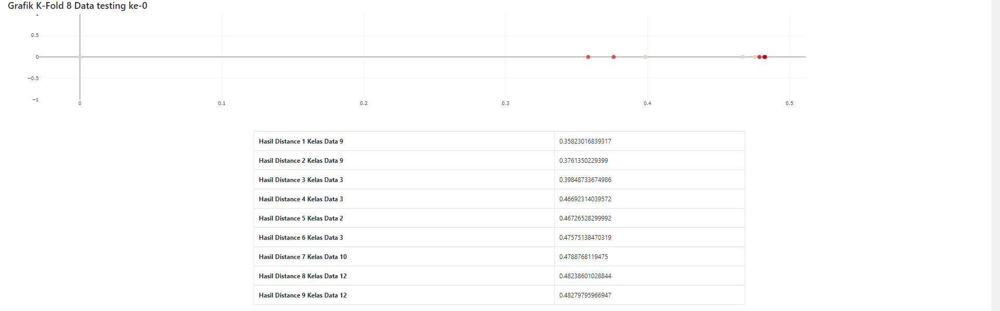 Grafik K-Fold 8 Data testing ke-0
1
0.5
0
−0.5
−1
0 0.1 0.2 0.3 0.4 0.5
Hasil Distance 1 Kelas Data 9 0.35823016839317
Hasil Distance 2 Kelas Data 9 0.3761350229399
Hasil Distance 3 Kelas Data 3 0.39848733674986
Hasil Distance 4 Kelas Data 3 0.46692314039572
Hasil Distance 5 Kelas Data 2 0.46726528299992
Hasil Distance 6 Kelas Data 3 0.47575138470319
Hasil Distance 7 Kelas Data 10 0.4788768119475
Hasil Distance 8 Kelas Data 12 0.48238601028844
Hasil Distance 9 Kelas Data 12 0.48279795966947